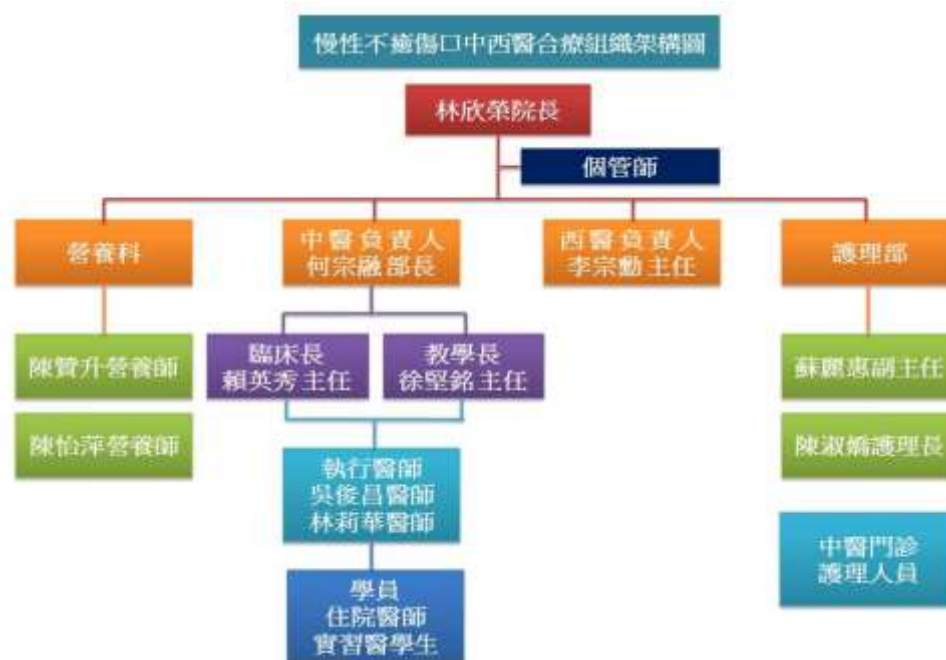 慢性不癒傷口中西醫合療組織架構圖
林欣榮院長
個管師
營養科
中醫負責人
何宗融部長
西醫負責人
李宗勳主任
護理部
陳贊升營養師
臨床長
賴英秀主任
教學長
徐堅銘主任
蘇麗惠副主任
陳怡萍營養師
陳淑嬌護理長
執行醫師
吳俊昌醫師
林莉華醫師
中醫門診
護理人員
學員
住院醫師
實習醫學生